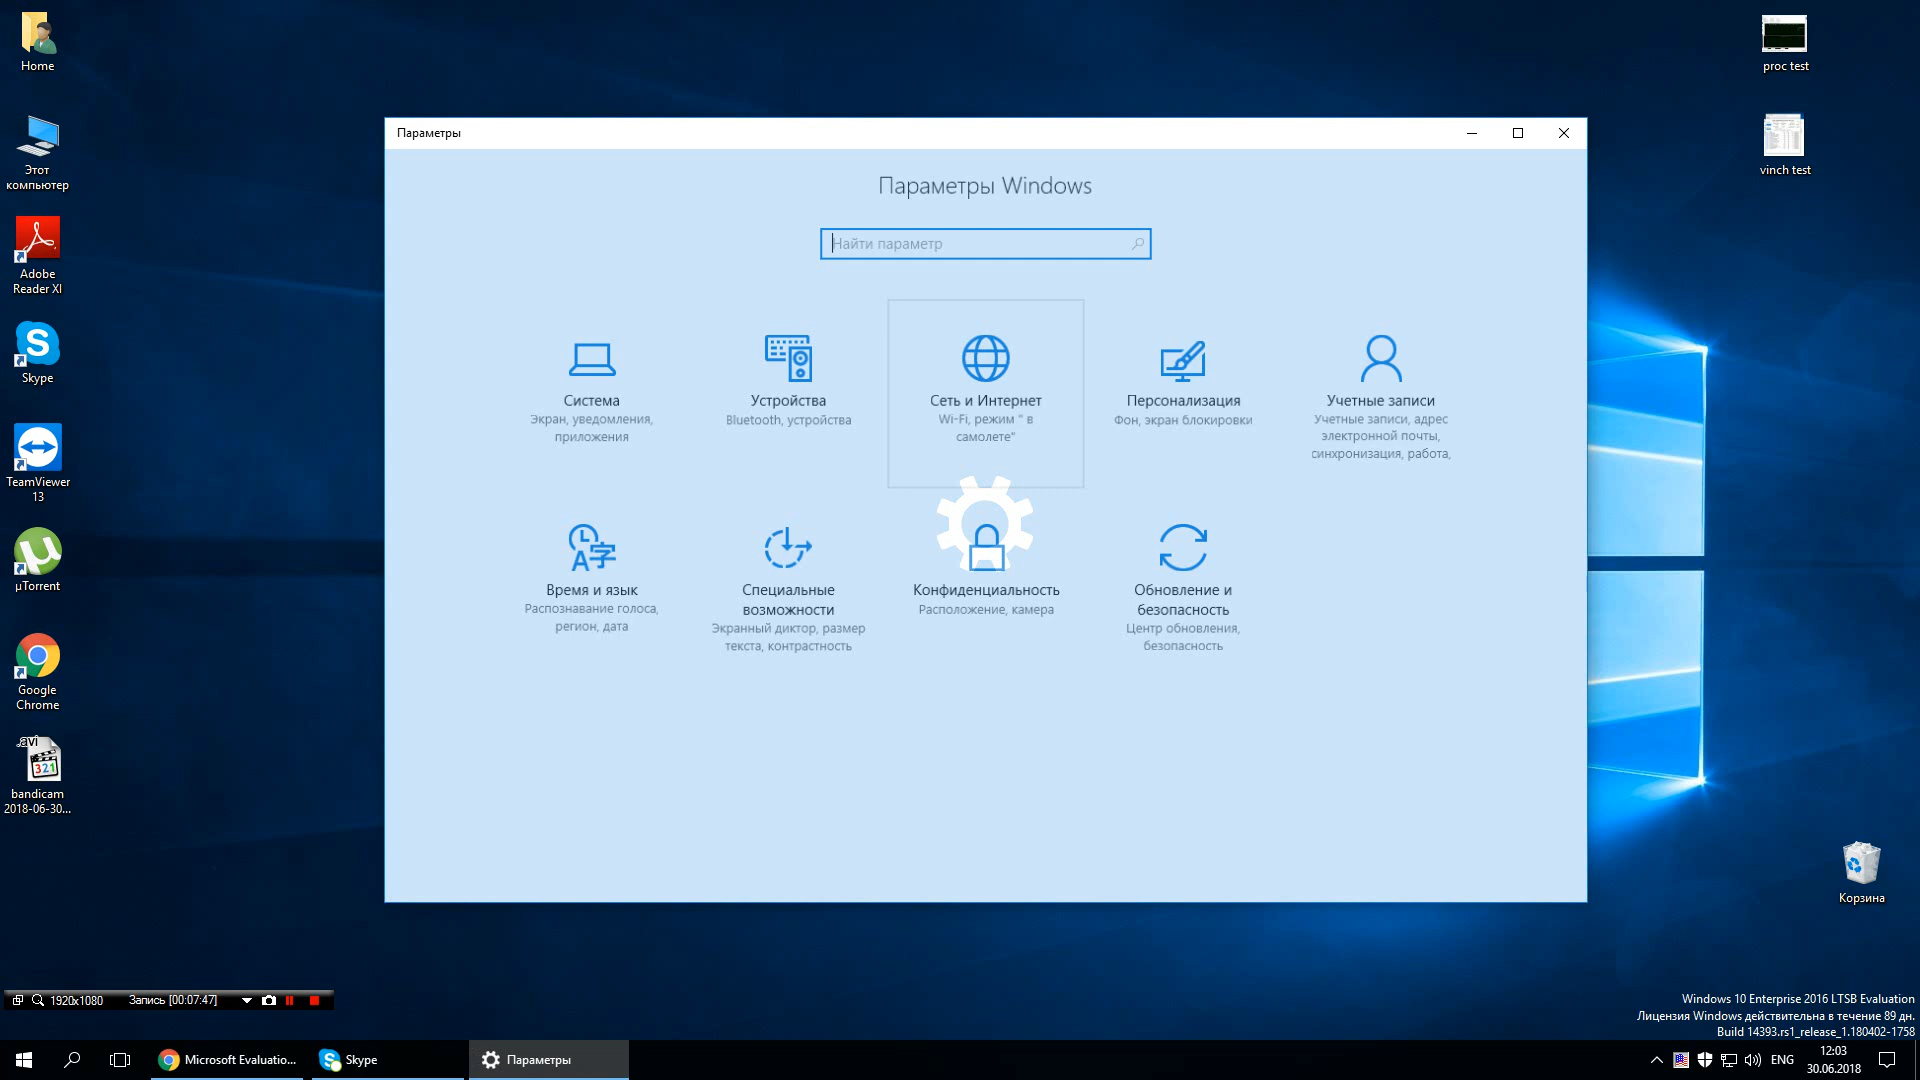 Home
Этот
компьютер
Adobe
Reader XI
Skype
TeamViewer
13
µTorrent
Google
Chrome
.avi
321
bandicam
2018-06-30...
proc test
vinch test
Параметры
Параметры Windows
Найти параметр
Система
Экран, уведомления,
приложения
Устройства
Bluetooth, устройства
Сеть и Интернет
Wi-Fi, режим " в
самолете"
Персонализация
Фон, экран блокировки
Учетные записи
Учетные записи, адрес
электронной почты,
синхронизация, работа,
Время и язык
Распознавание голоса,
регион, дата
Специальные
возможности
Экранный диктор, размер
текста, контрастность
Конфиденциальность
Расположение, камера
Обновление и
безопасность
Центр обновления,
безопасность
Корзина
1920x1080 Запись [00:07:47]
Windows 10 Enterprise 2016 LTSB Evaluation
Лицензия Windows действительна в течение 89 дн.
Build 14393.rs1_release_1.180402-1758
Microsoft Evaluatio...
Skype
Параметры
ENG
12:03
30.06.2018